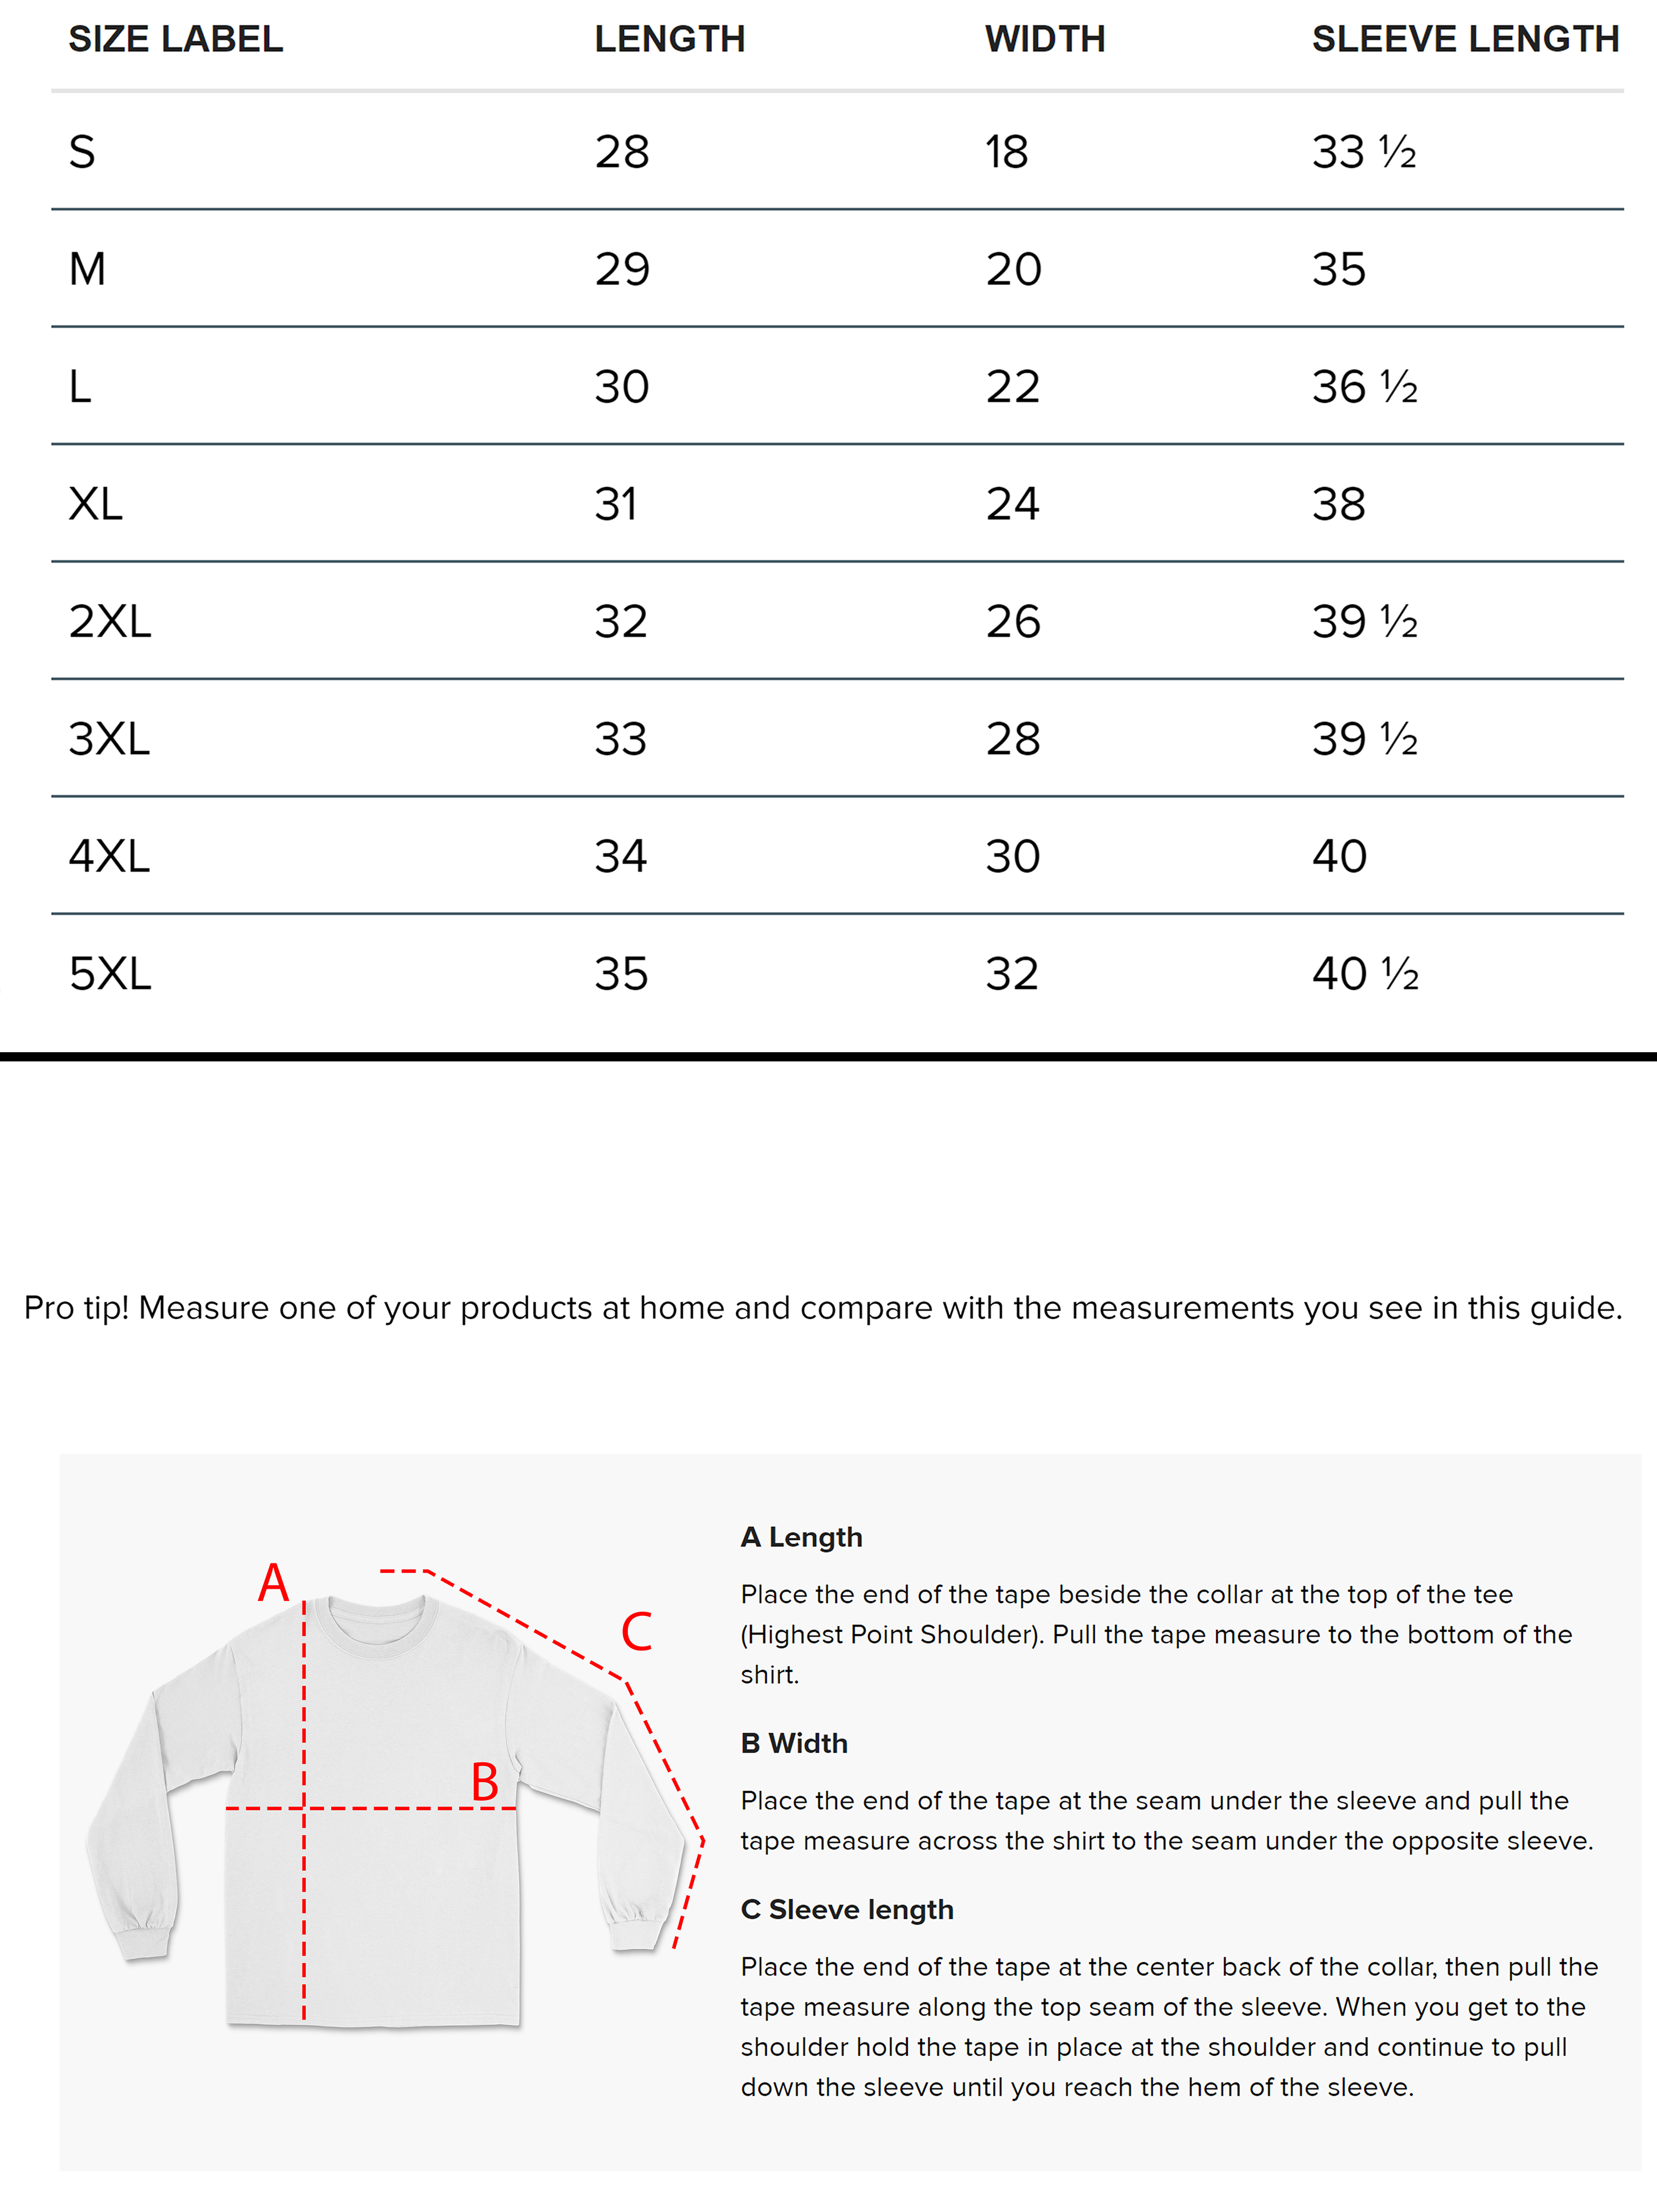 SIZE LABEL LENGTH WIDTH SLEEVE LENGTH
S 28 18 33 ½
M 29 20 35
L 30 22 36 ½
XL 31 24 38
2XL 32 26 39 ½
3XL 33 28 39 ½
4XL 34 30 40
5XL 35 32 40 ½
Pro tip! Measure one of your products at home and compare with the measurements you see in this guide.
A
B
C
A Length
Place the end of the tape beside the collar at the top of the tee
(Highest Point Shoulder). Pull the tape measure to the bottom of the
shirt.
B Width
Place the end of the tape at the seam under the sleeve and pull the
tape measure across the shirt to the seam under the opposite sleeve.
C Sleeve length
Place the end of the tape at the center back of the collar, then pull the
tape measure along the top seam of the sleeve. When you get to the
shoulder hold the tape in place at the shoulder and continue to pull
down the sleeve until you reach the hem of the sleeve.